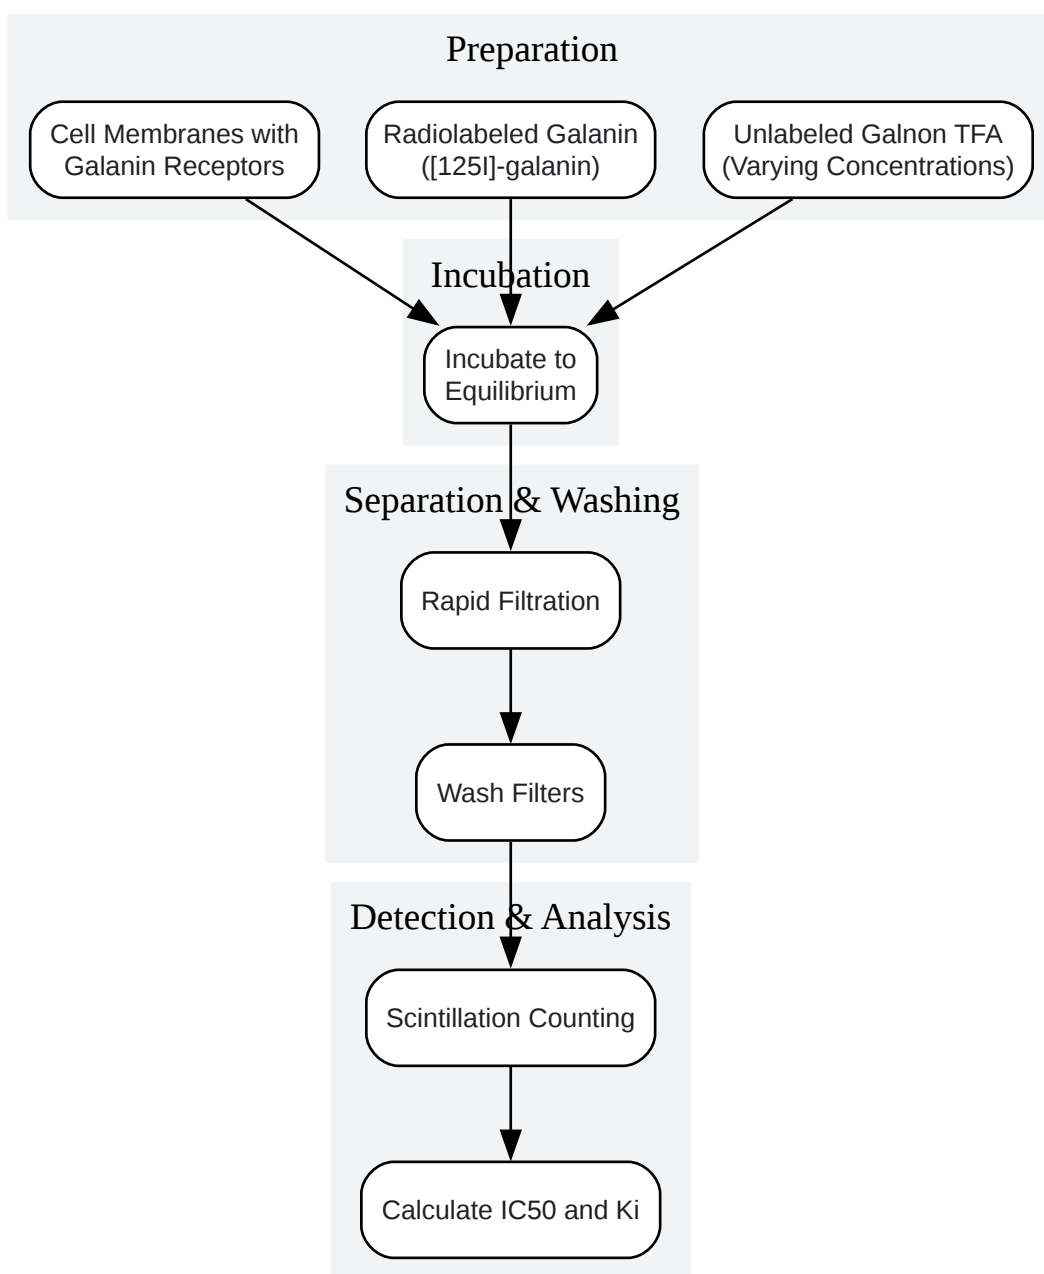 Preparation
Cell Membranes with
Galanin Receptors
Radiolabeled Galanin
([125I]-galanin)
Unlabeled Galnon TFA
(Varying Concentrations)
Incubation
Incubate to
Equilibrium
Separation & Washing
Rapid Filtration
Wash Filters
Detection & Analysis
Scintillation Counting
Calculate IC50 and Ki